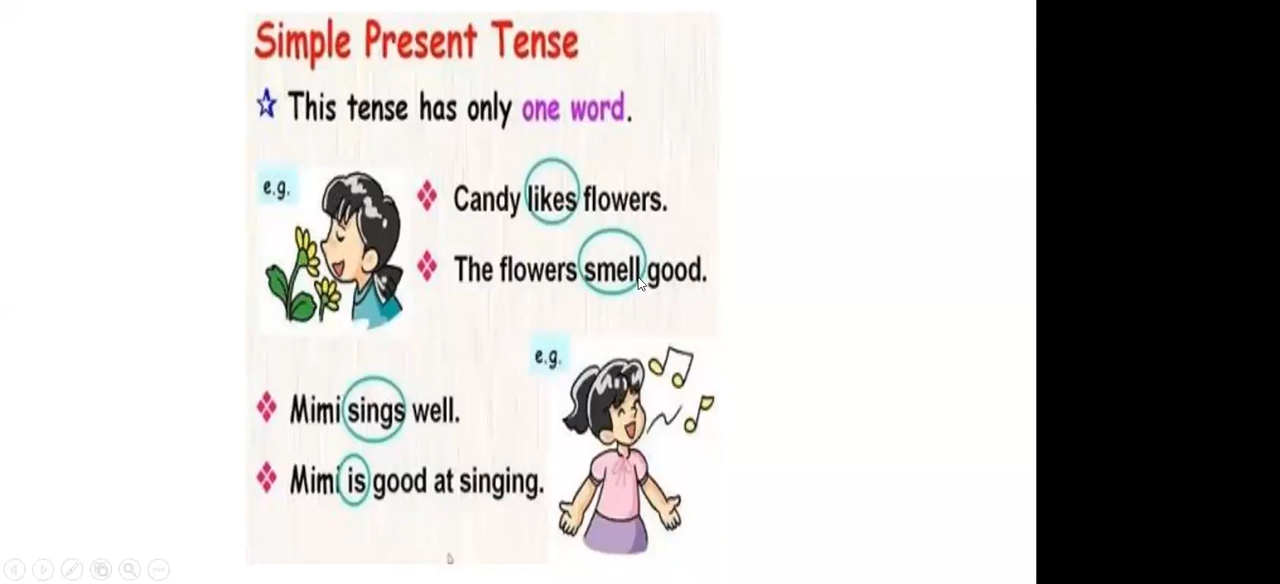 Simple Present Tense
This tense has only one word.
e.g.
Candy likes flowers.
The flowers smell good.
e.g.
Mimi sings well.
Mimi is good at singing.